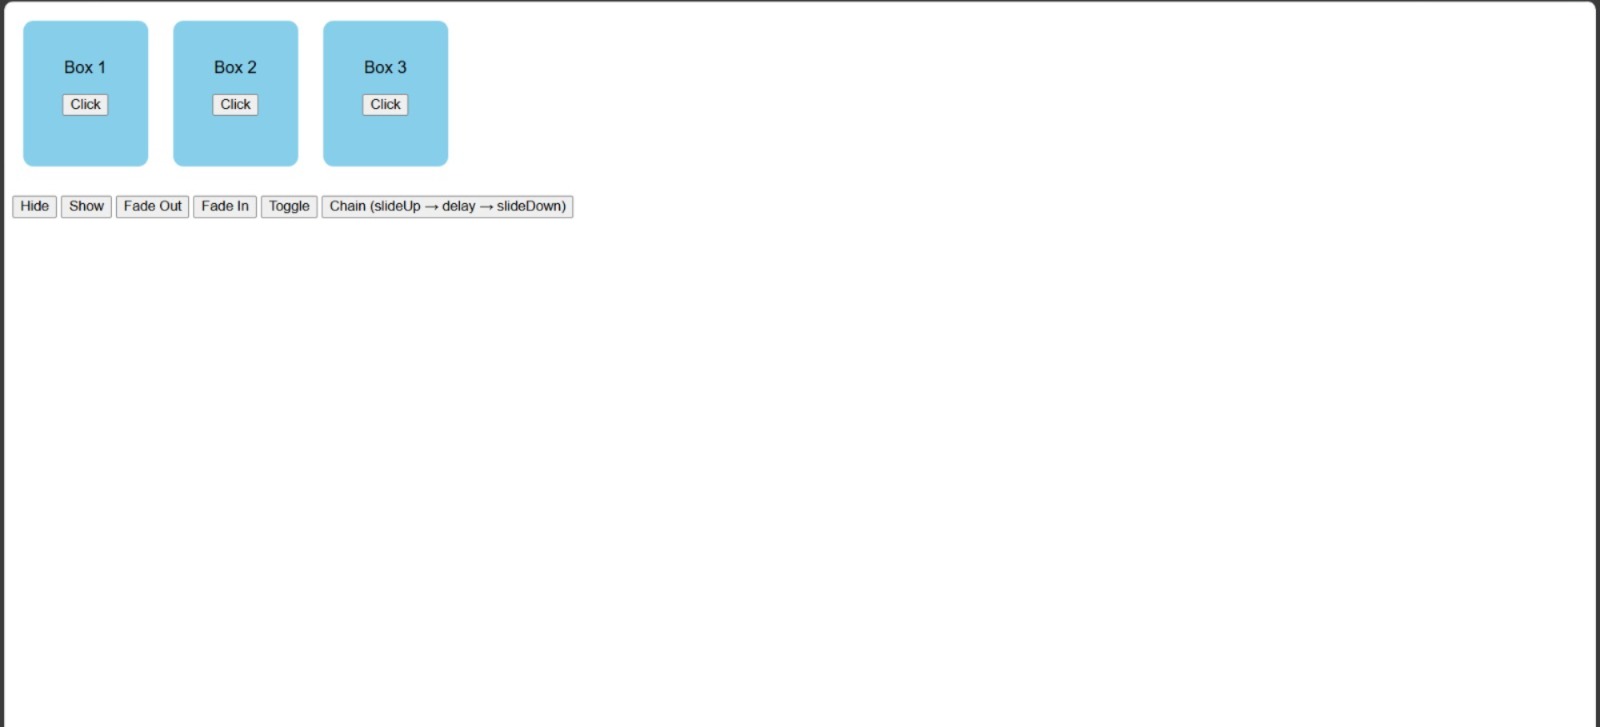 Box 1 Box 2 Box 3
Click Click Click
Hide Show Fade Out Fade In Toggle Chain (slideUp → delay → slideDown)